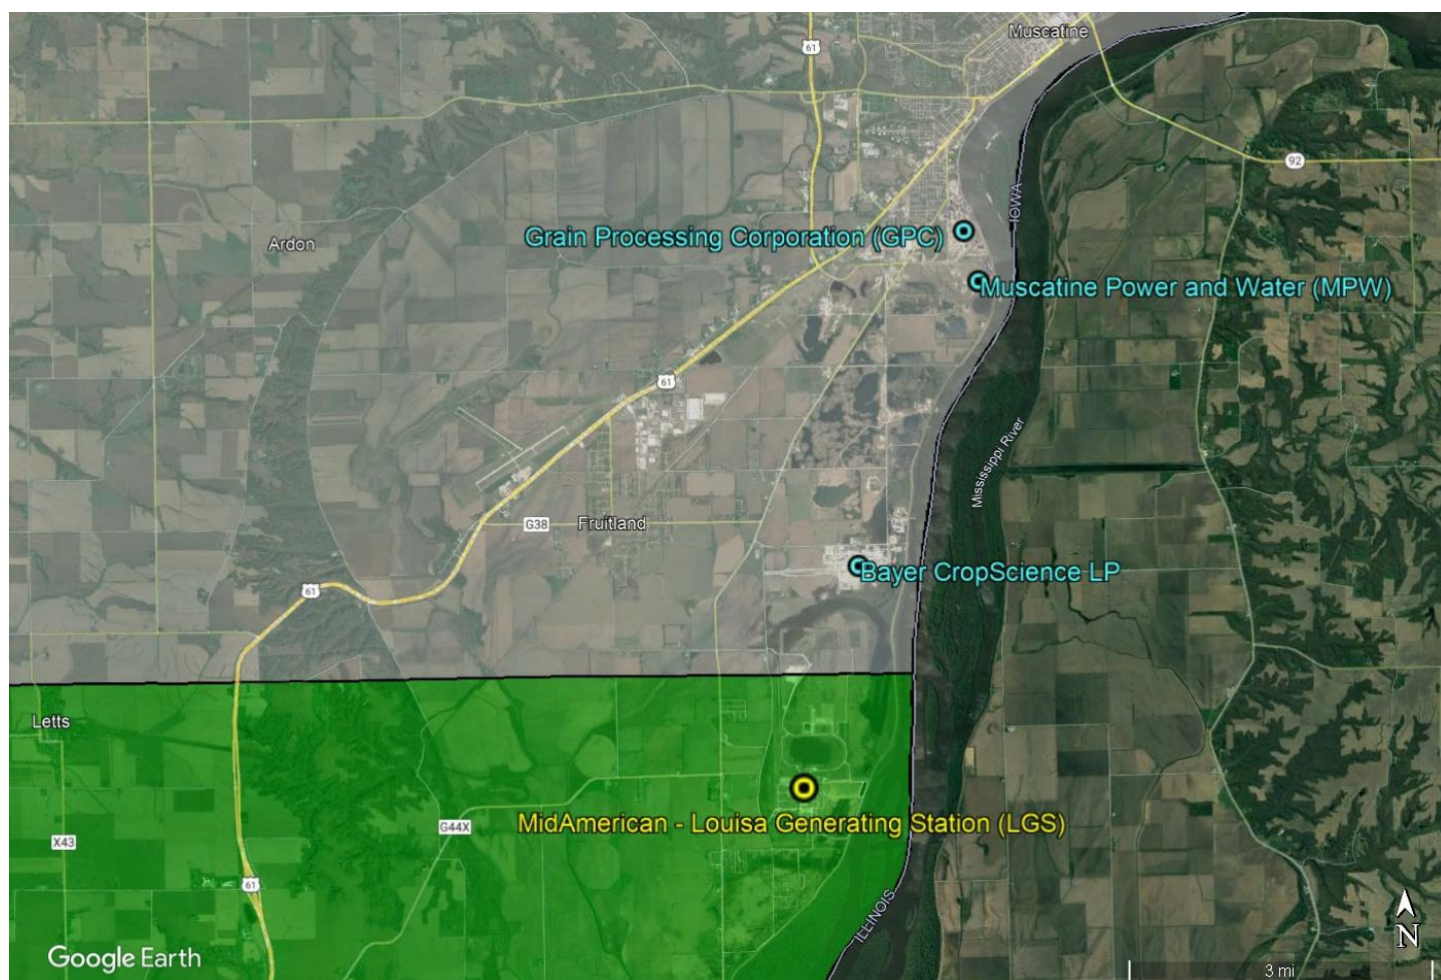 Muscatine
61
92
IOWA
Grain Processing Corporation (GPC)
Ardon
Muscatine Power and Water (MPW)
61
Mississippi River
G38
Fruitland
Bayer CropScience LP
61
Letts
MidAmerican - Louisa Generating Station (LGS)
G44X
X43
61
ILLINOIS
N
Google Earth
3 mi